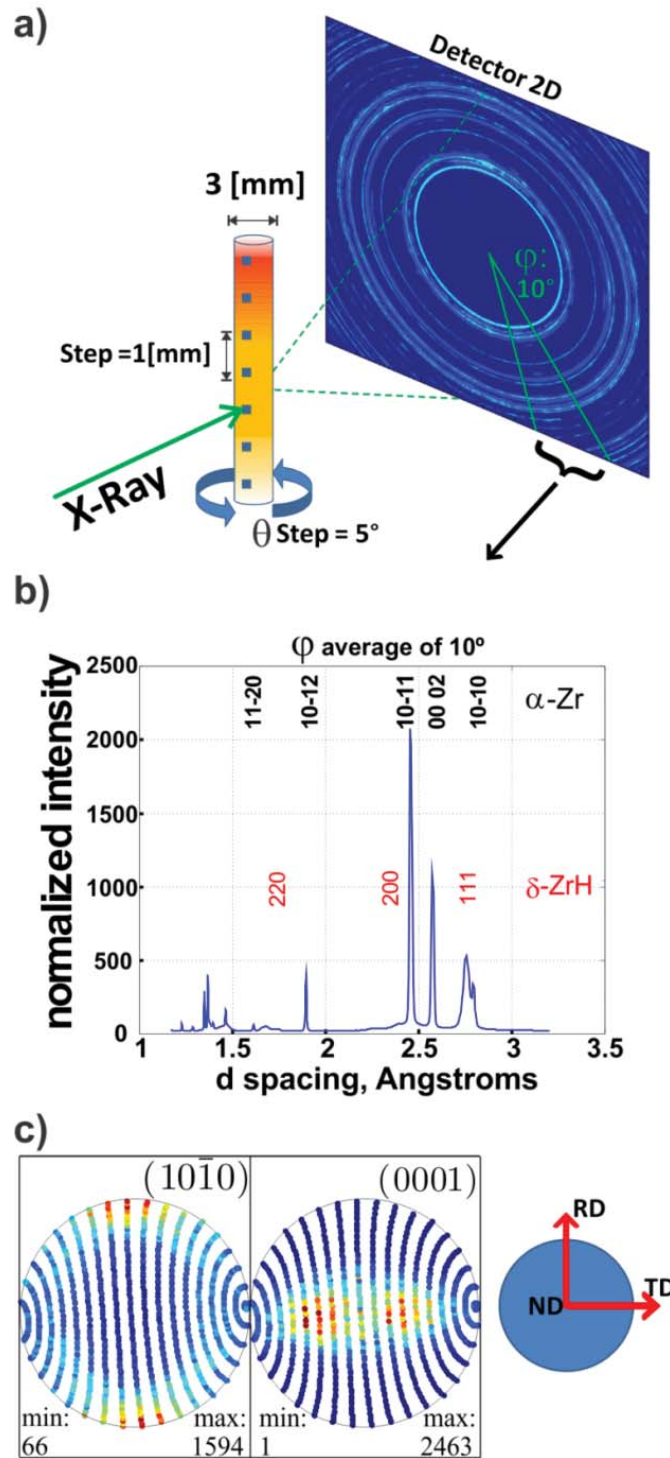 a)
Detector 2D
3 [mm]
φ:
10°
Step =1[mm]
X-Ray
θ Step = 5°
b)
φ average of 10º
normalized intensity
2500
2000
1500
1000
500
0
11-20
10-12
10-11
00 02
10-10
α-Zr
220
200
111
δ-ZrH
1
1.5
2
2.5
3
3.5
d spacing, Angstroms
c)
(101̄0)
(0001)
RD
ND
TD
min:
max:
66
1594
min:
max:
1
2463